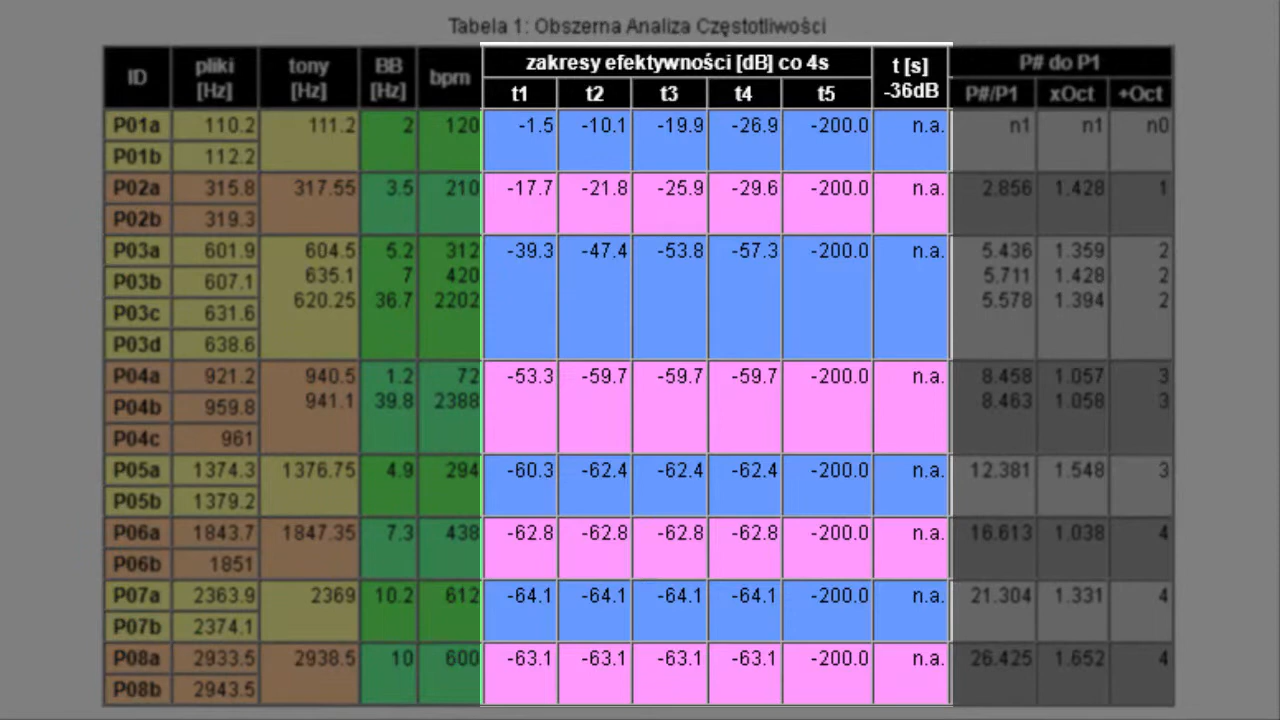 Tabela 1: Obszerna Analiza Częstotliwości
ID pliki [Hz] tony [Hz] BB [Hz] bpm zakresy efektywności [dB] co 4s t [s] -36dB P# do P1
t1 t2 t3 t4 t5 P#/P1 xOct +Oct
P01a 110.2 111.2 2 120 -1.5 -10.1 -19.9 -26.9 -200.0 n.a. n1 n1 n0
P01b 112.2
P02a 315.8 317.55 3.5 210 -17.7 -21.8 -25.9 -29.6 -200.0 n.a. 2.856 1.428 1
P02b 319.3
P03a 601.9 604.5 5.2 312 -39.3 -47.4 -53.8 -57.3 -200.0 n.a. 5.436 1.359 2
P03b 607.1 635.1 7 420 5.711 1.428 2
P03c 631.6 620.25 36.7 2202 5.578 1.394 2
P03d 638.6
P04a 921.2 940.5 1.2 72 -53.3 -59.7 -59.7 -59.7 -200.0 n.a. 8.458 1.057 3
P04b 959.8 941.1 39.8 2388 8.463 1.058 3
P04c 961
P05a 1374.3 1376.75 4.9 294 -60.3 -62.4 -62.4 -62.4 -200.0 n.a. 12.381 1.548 3
P05b 1379.2
P06a 1843.7 1847.35 7.3 438 -62.8 -62.8 -62.8 -62.8 -200.0 n.a. 16.613 1.038 4
P06b 1851
P07a 2363.9 2369 10.2 612 -64.1 -64.1 -64.1 -64.1 -200.0 n.a. 21.304 1.331 4
P07b 2374.1
P08a 2933.5 2938.5 10 600 -63.1 -63.1 -63.1 -63.1 -200.0 n.a. 26.425 1.652 4
P08b 2943.5